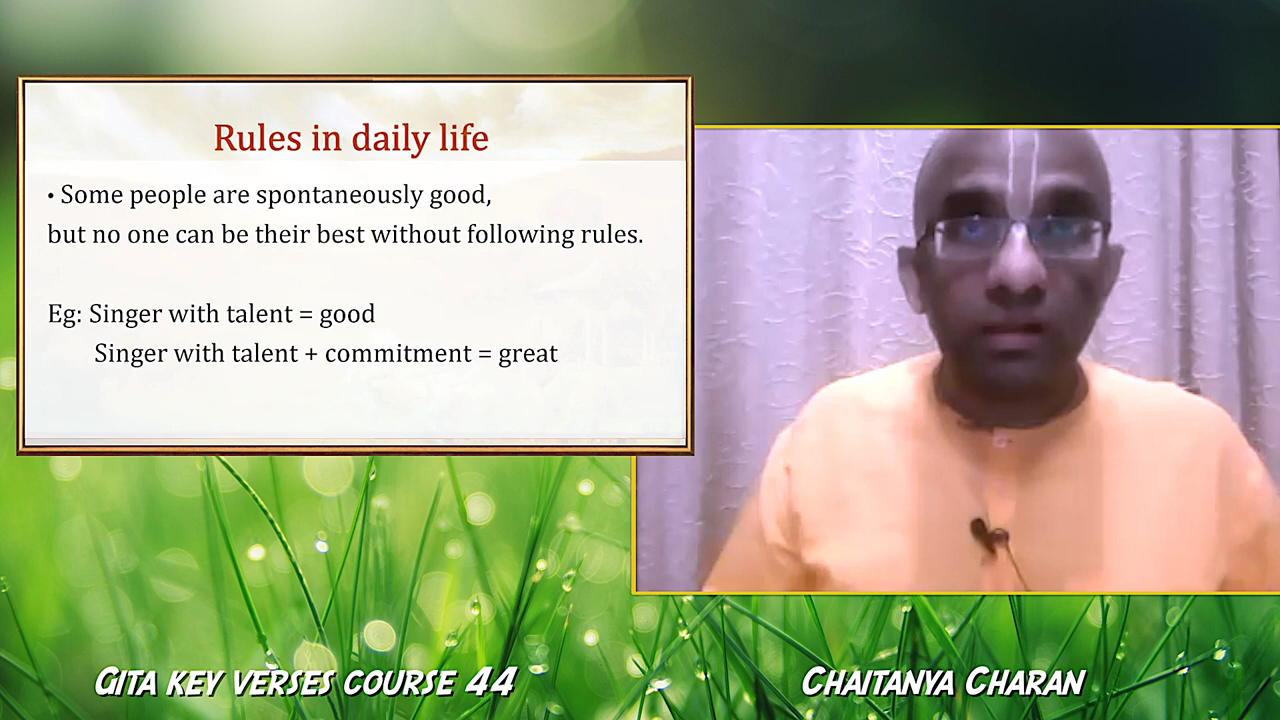 Rules in daily life
• Some people are spontaneously good,
but no one can be their best without following rules.
Eg: Singer with talent = good
Singer with talent + commitment = great
GITA KEY VERSES COURSE 44
CHAITANYA CHARAN